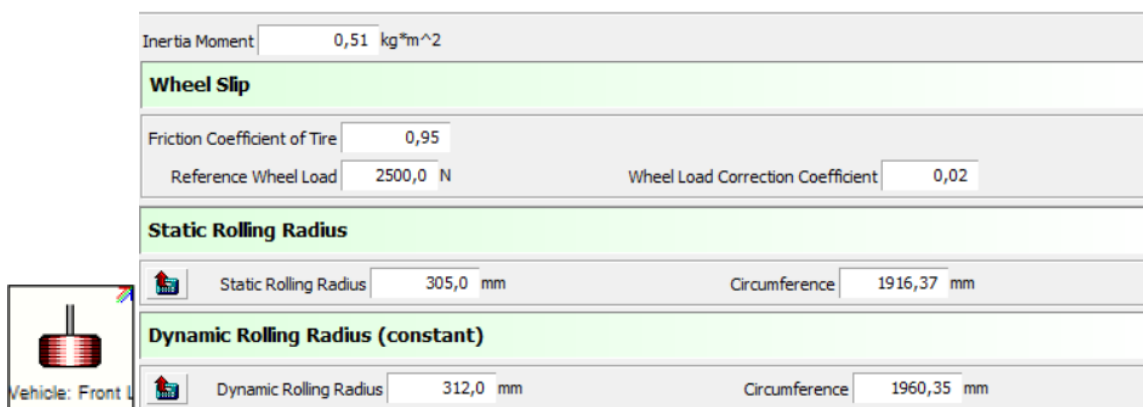 Inertia Moment 0,51 kg*m^2
Wheel Slip
Friction Coefficient of Tire 0,95
Reference Wheel Load 2500,0 N Wheel Load Correction Coefficient 0,02
Static Rolling Radius
Static Rolling Radius 305,0 mm Circumference 1916,37 mm
Dynamic Rolling Radius (constant)
Vehicle: Front L Dynamic Rolling Radius 312,0 mm Circumference 1960,35 mm